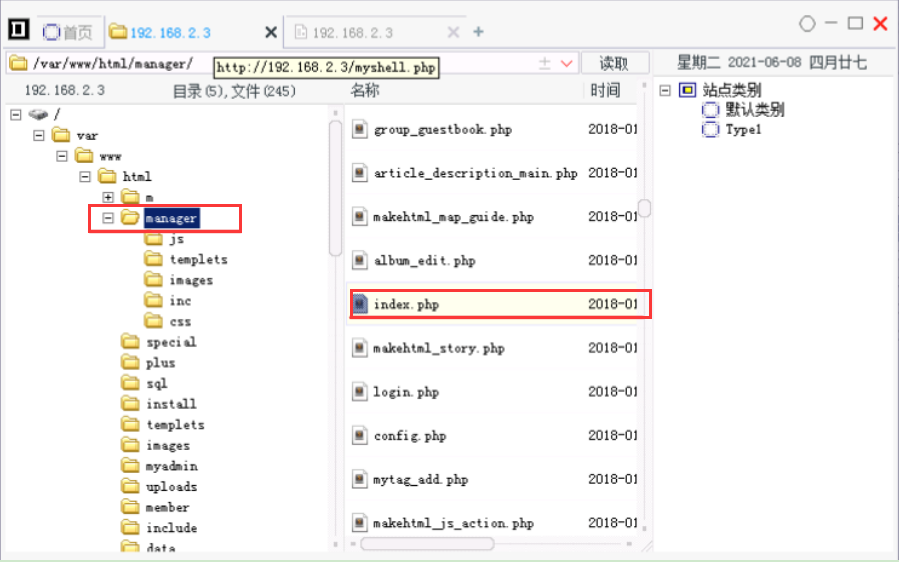 首页 192.168.2.3 192.168.2.3
/var/www/html/manager/ 读取 星期二 2021-06-08 四月廿七
http://192.168.2.3/myshell.php
192.168.2.3 目录(5),文件(245) 名称 时间
/
var
www
html
m
manager
js
templets
images
inc
css
special
plus
sql
install
templets
images
myadmin
uploads
member
include
data
group_guestbook.php 2018-01
article_description_main.php 2018-01
makehtml_map_guide.php 2018-01
album_edit.php 2018-01
index.php 2018-01
makehtml_story.php 2018-01
login.php 2018-01
config.php 2018-01
mytag_add.php 2018-01
makehtml_js_action.php 2018-01
站点类别
默认类别
Type1